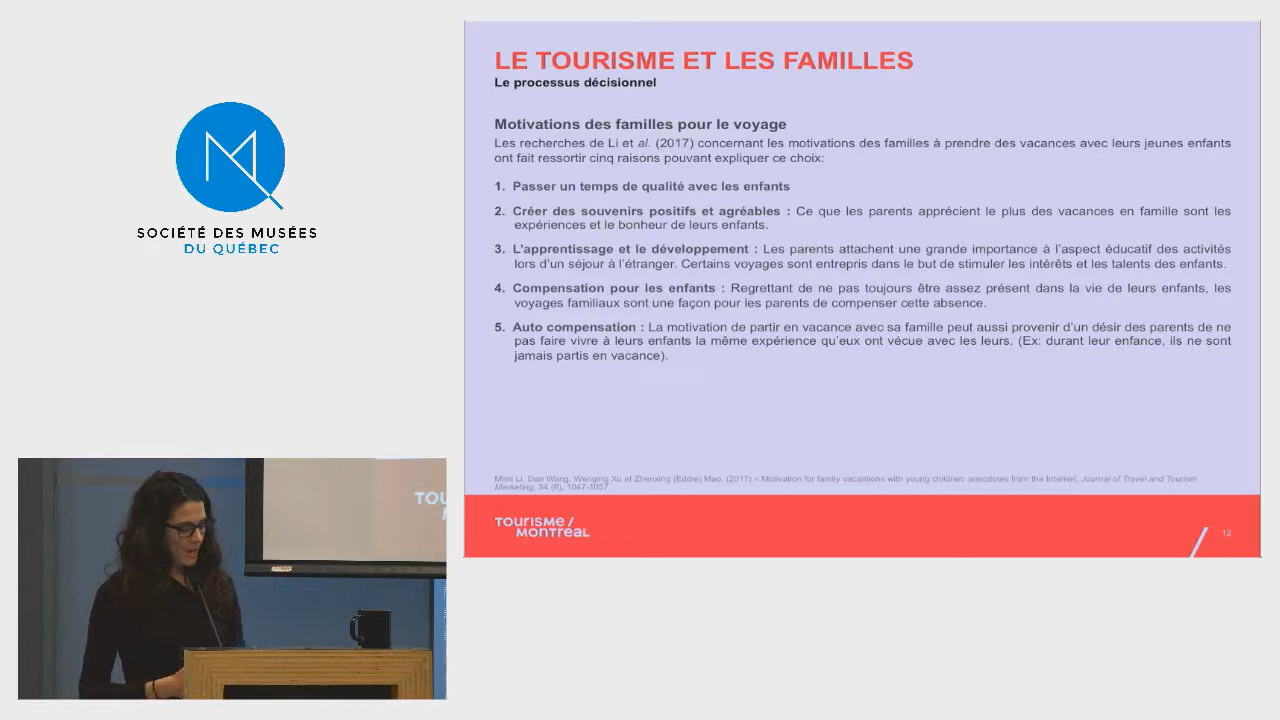 SOCIÉTÉ DES MUSÉES
DU QUÉBEC
LE TOURISME ET LES FAMILLES
Le processus décisionnel
Motivations des familles pour le voyage
Les recherches de Li et al. (2017) concernant les motivations des familles à prendre des vacances avec leurs jeunes enfants
ont fait ressortir cinq raisons pouvant expliquer ce choix:
1. Passer un temps de qualité avec les enfants
2. Créer des souvenirs positifs et agréables : Ce que les parents apprécient le plus des vacances en famille sont les
expériences et le bonheur de leurs enfants.
3. L'apprentissage et le développement : Les parents attachent une grande importance à l'aspect éducatif des activités
lors d'un séjour à l'étranger. Certains voyages sont entrepris dans le but de stimuler les intérêts et les talents des enfants.
4. Compensation pour les enfants : Regrettant de ne pas toujours être assez présent dans la vie de leurs enfants, les
voyages familiaux sont une façon pour les parents de compenser cette absence.
5. Auto compensation : La motivation de partir en vacance avec sa famille peut aussi provenir d'un désir des parents de ne
pas faire vivre à leurs enfants la même expérience qu'eux ont vécue avec les leurs. (Ex: durant leur enfance, ils ne sont
jamais partis en vacance).
Mimi Li, Dan Wang, Wenqing Xu et Zhenxing (Eddie) Mao. (2017) « Motivation for family vacantions with young children: anecdotes from the Internet, Journal of Travel and Tourism
Marketing. 34 (8), 1047-1057
TOURISME /
MONTRÉAL
12
TOU